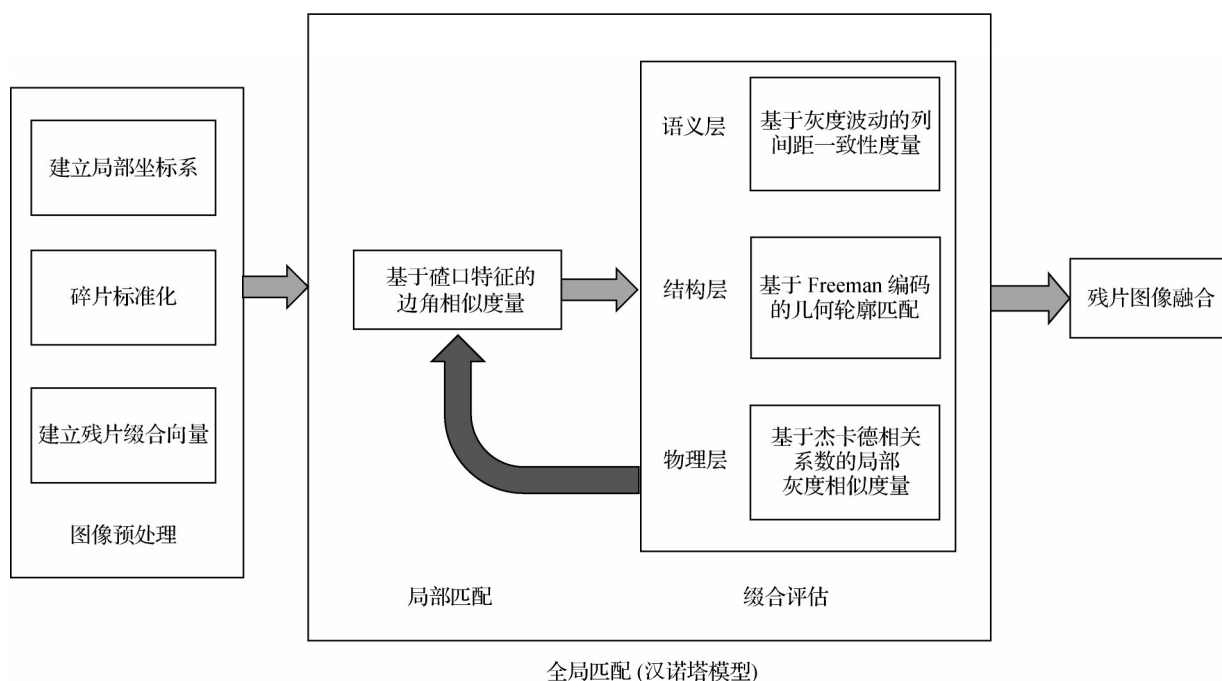 建立局部坐标系
碎片标准化
建立残片缀合向量
图像预处理
基于碴口特征的
边角相似度量
局部匹配
语义层
基于灰度波动的列
间距一致性度量
结构层
基于 Freeman 编码
的几何轮廓匹配
物理层
基于杰卡德相关
系数的局部
灰度相似度量
缀合评估
残片图像融合
全局匹配 (汉诺塔模型)